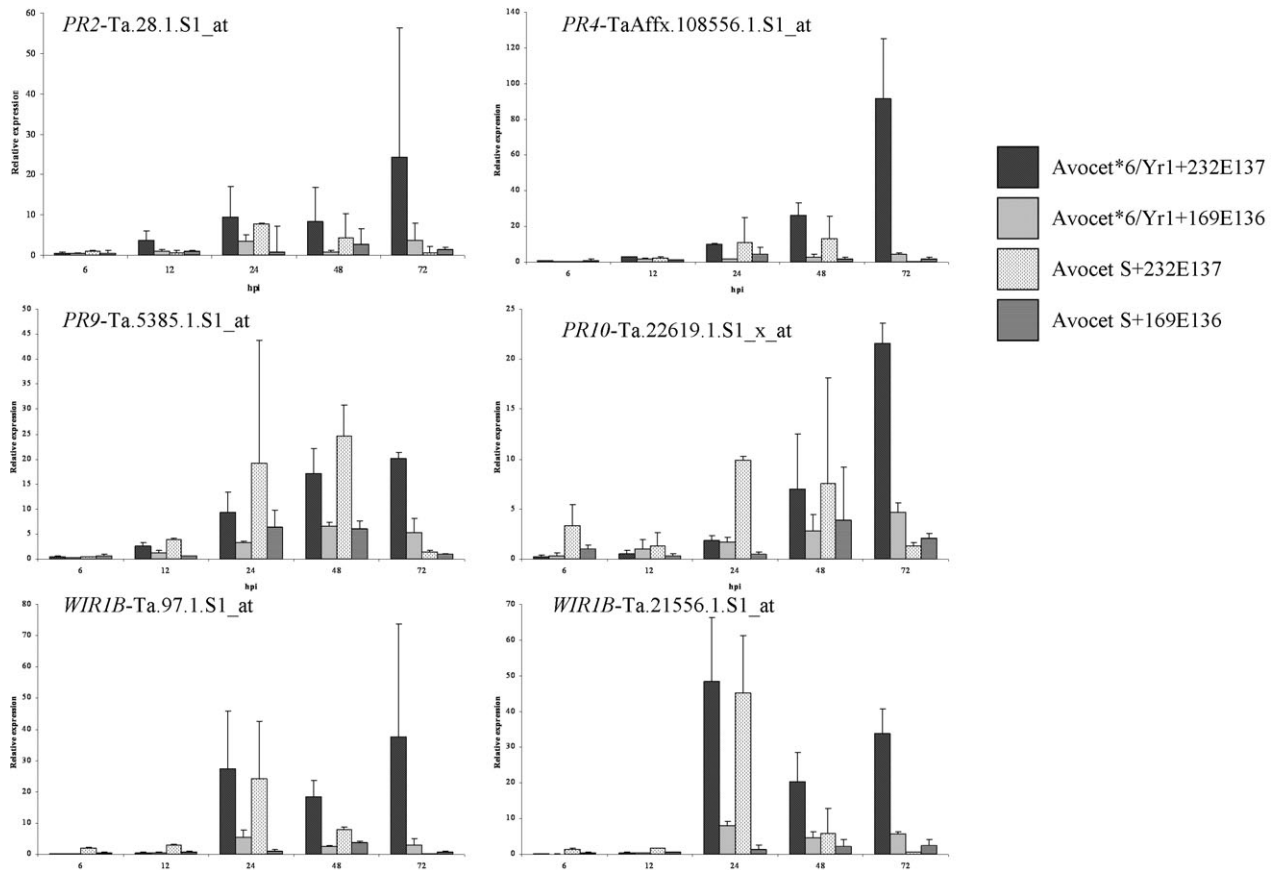 PR2-Ta.28.1.S1_at
60
50
40
30
20
10
0
Relative expression
6 12 24 48 72
hpi
PR4-TaAffx.108556.1.S1_at
140
120
100
80
60
40
20
0
Relative expression
6 12 24 48 72
hpi
Avocet*6/Yr1+232E137
Avocet*6/Yr1+169E136
Avocet S+232E137
Avocet S+169E136
PR9-Ta.5385.1.S1_at
50
45
40
35
30
25
20
15
10
5
0
Relative expression
6 12 24 48 72
hpi
PR10-Ta.22619.1.S1_x_at
25
20
15
10
5
0
Relative expression
6 12 24 48 72
hpi
WIR1B-Ta.97.1.S1_at
80
70
60
50
40
30
20
10
0
Relative expression
6 12 24 48 72
WIR1B-Ta.21556.1.S1_at
70
60
50
40
30
20
10
0
Relative expression
6 12 24 48 72